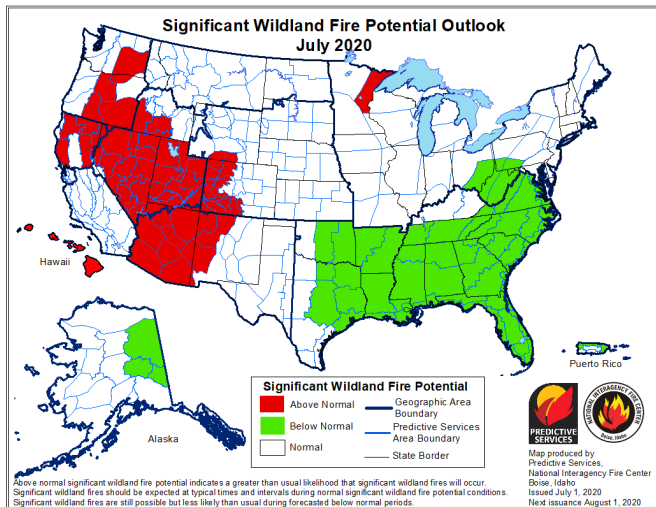 Significant Wildland Fire Potential Outlook
July 2020
Hawaii
Alaska
Puerto Rico
Significant Wildland Fire Potential
Above Normal
Below Normal
Normal
Geographic Area
Boundary
Predictive Services
Area Boundary
State Border
PREDICTIVE
SERVICES
NATIONAL INTERAGENCY FIRE CENTER
Boise, Idaho
Map produced by
Predictive Services,
National Interagency Fire Center
Boise, Idaho
Issued July 1, 2020
Next issuance August 1, 2020
Above normal significant wildland fire potential indicates a greater than usual likelihood that significant wildland fires will occur.
Significant wildland fires should be expected at typical times and intervals during normal significant wildland fire potential conditions.
Significant wildland fires are still possible but less likely than usual during forecasted below normal periods.